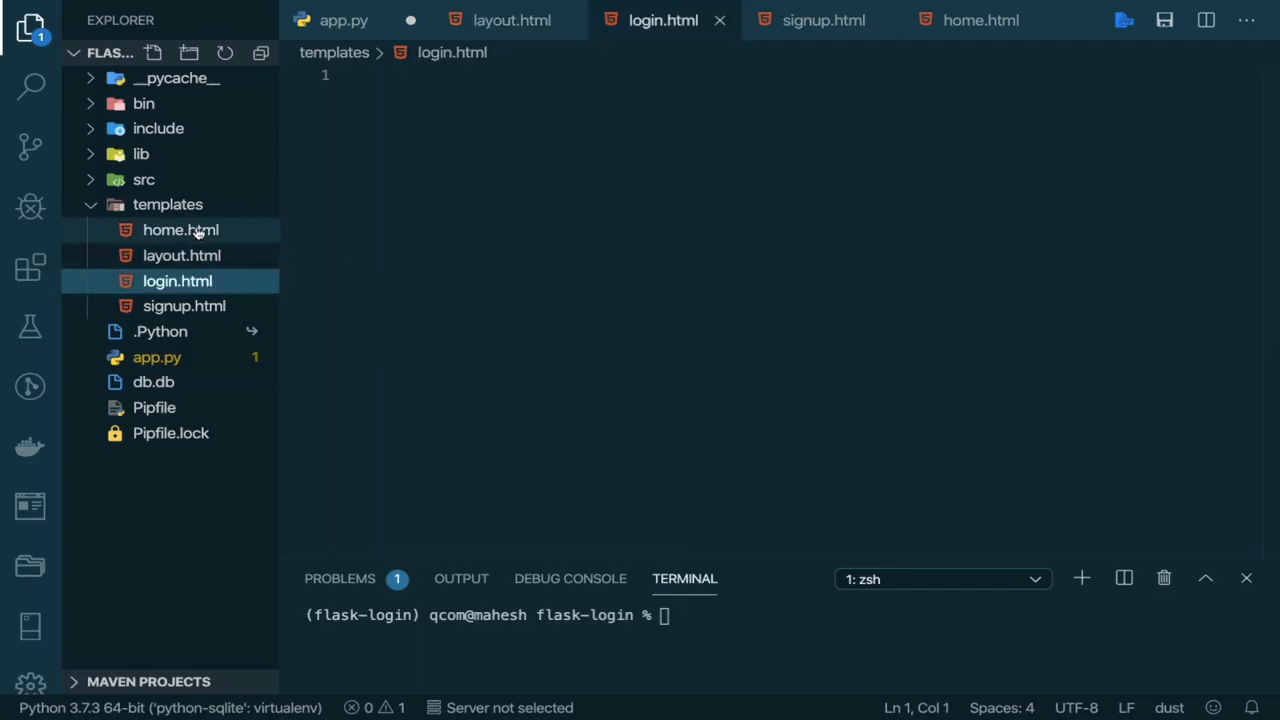 EXPLORER
app.py
layout.html
login.html
signup.html
home.html
1
FLAS...
templates > login.html
1
__pycache__
bin
include
lib
src
templates
home.html
layout.html
login.html
signup.html
.Python
app.py 1
db.db
Pipfile
Pipfile.lock
PROBLEMS 1 OUTPUT DEBUG CONSOLE TERMINAL 1: zsh
(flask-login) qcom@mahesh flask-login %
MAVEN PROJECTS
Python 3.7.3 64-bit ('python-sqlite': virtualenv) 0 1 Server not selected Ln 1, Col 1 Spaces: 4 UTF-8 LF dust